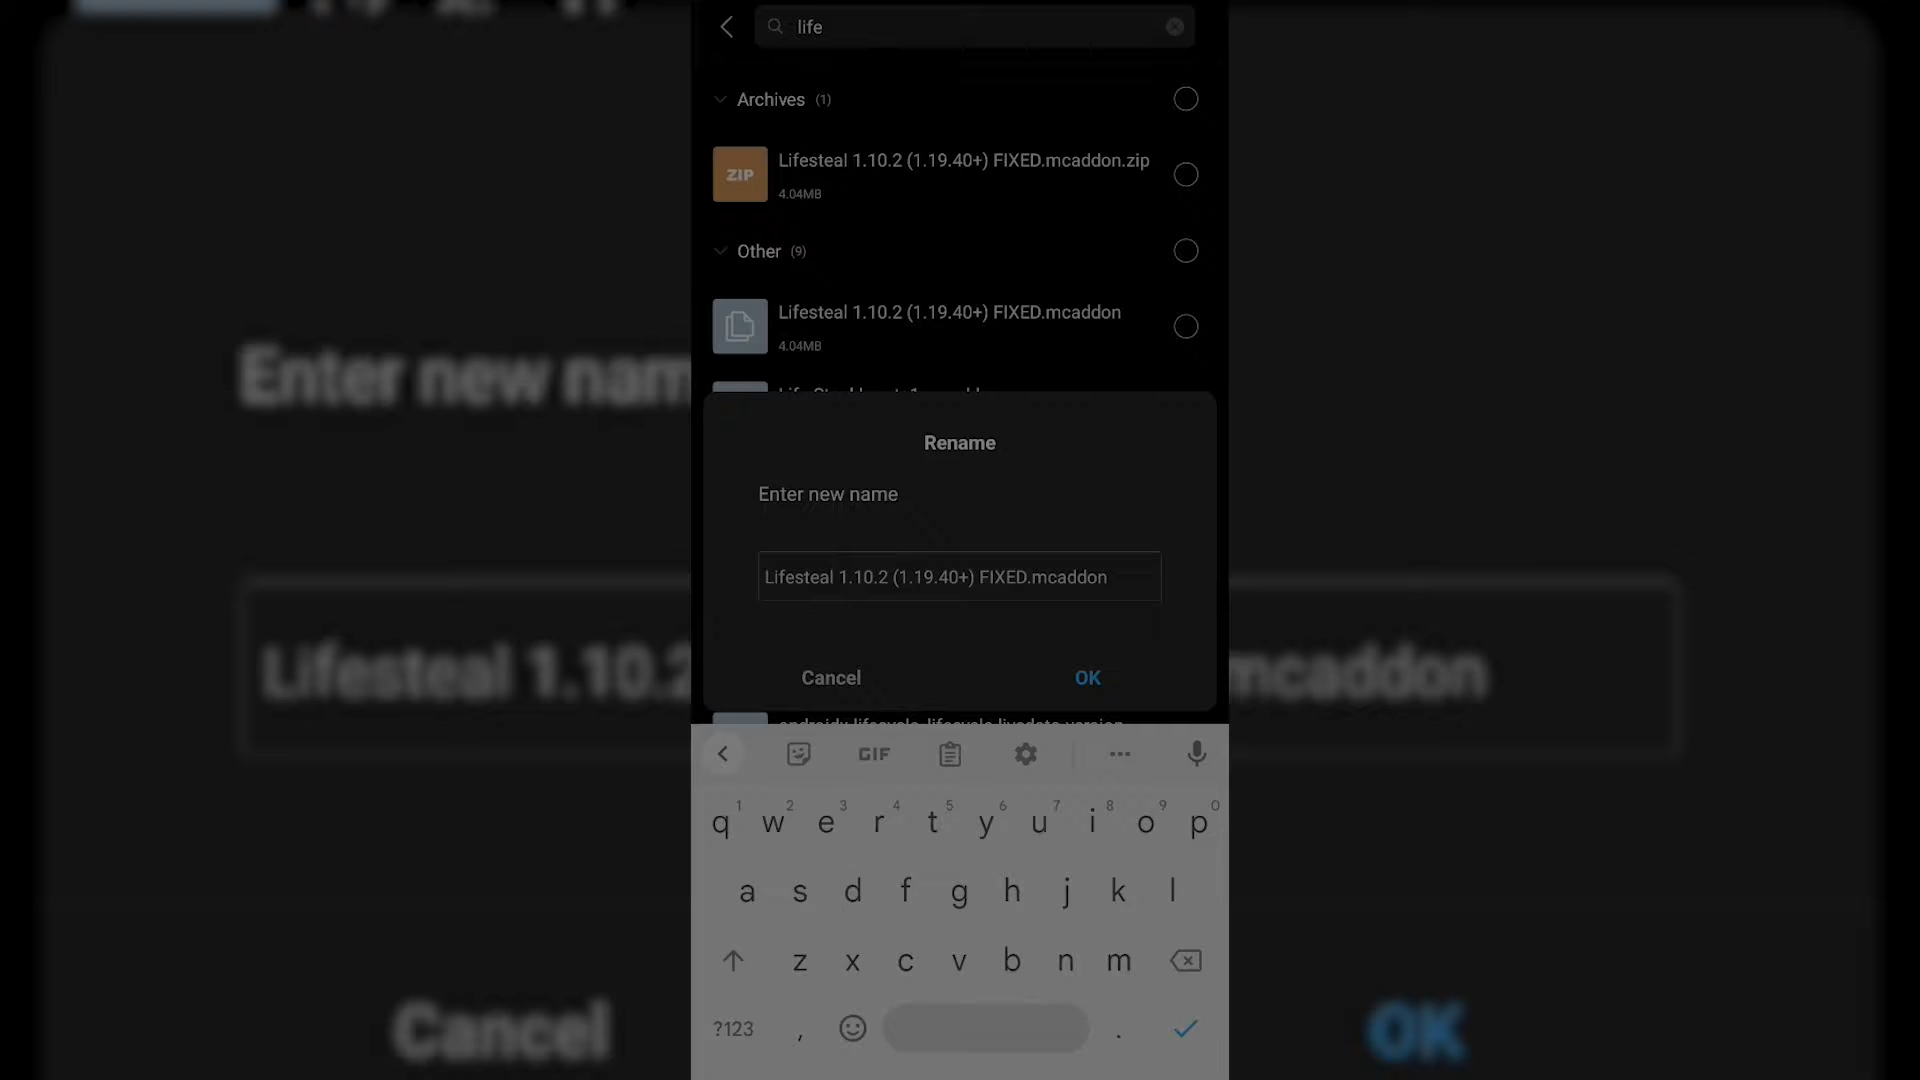 life
Archives (1)
ZIP
Lifesteal 1.10.2 (1.19.40+) FIXED.mcaddon.zip
4.04MB
Other (9)
Lifesteal 1.10.2 (1.19.40+) FIXED.mcaddon
4.04MB
Rename
Enter new name
Lifesteal 1.10.2 (1.19.40+) FIXED.mcaddon
Cancel OK
GIF
1 2 3 4 5 6 7 8 9 0
q w e r t y u i o p
a s d f g h j k l
z x c v b n m
?123 , .
Enter new nam
Lifesteal 1.10.2
mcaddon
Cancel
OK